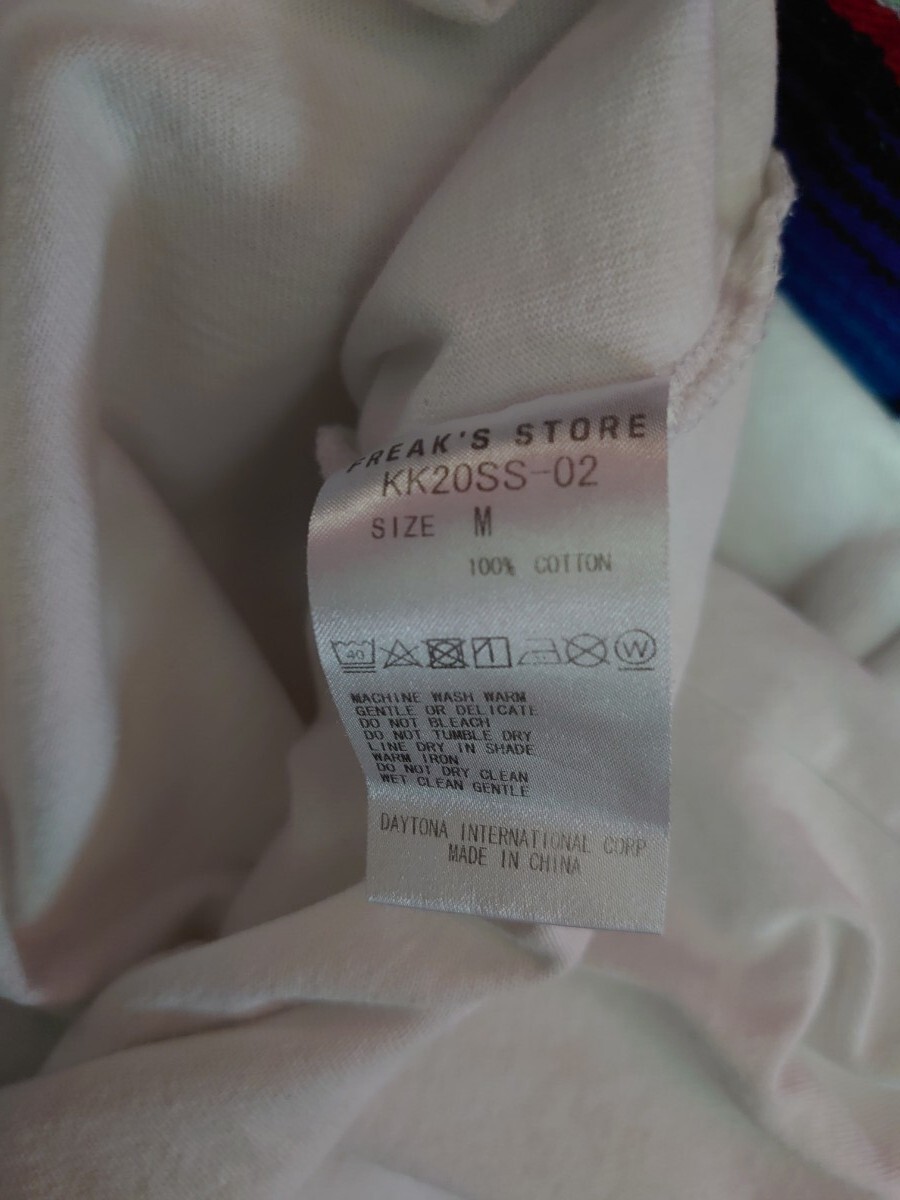 FREAK'S STORE
KK20SS-02
SIZE M
100% COTTON
40 W
MACHINE WASH WARM
GENTLE OR DELICATE
DO NOT BLEACH
DO NOT TUMBLE DRY
LINE DRY IN SHADE
WARM IRON
DO NOT DRY CLEAN
WET CLEAN GENTLE
DAYTONA INTERNATIONAL CORP
MADE IN CHINA